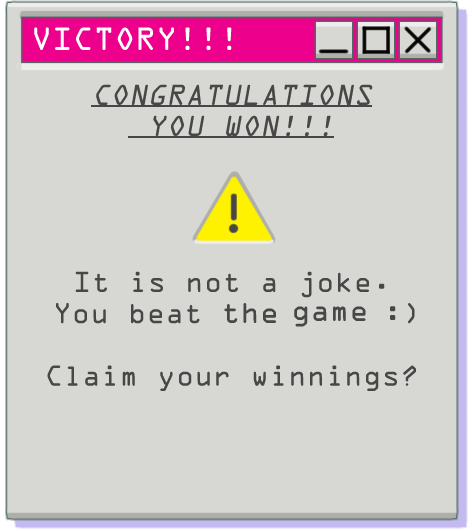 VICTORY!!!
CONGRATULATIONS
YOU WON!!!
!
It is not a joke.
You beat the game :)
Claim your winnings?